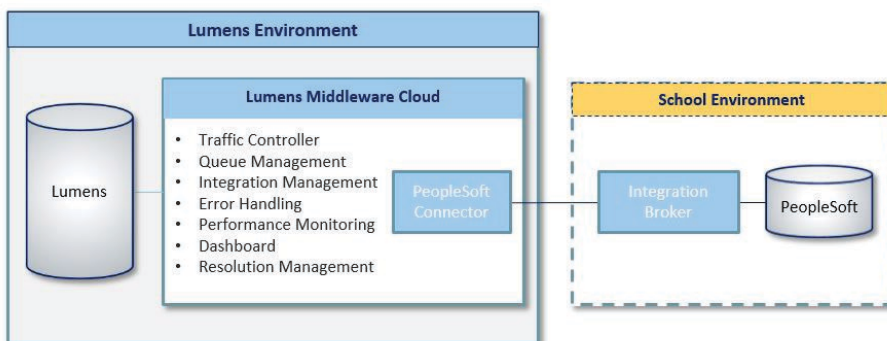 Lumens Environment
Lumens Middleware Cloud
Lumens
• Traffic Controller
• Queue Management
• Integration Management
• Error Handling
• Performance Monitoring
• Dashboard
• Resolution Management
PeopleSoft
Connector
School Environment
Integration
Broker
PeopleSoft